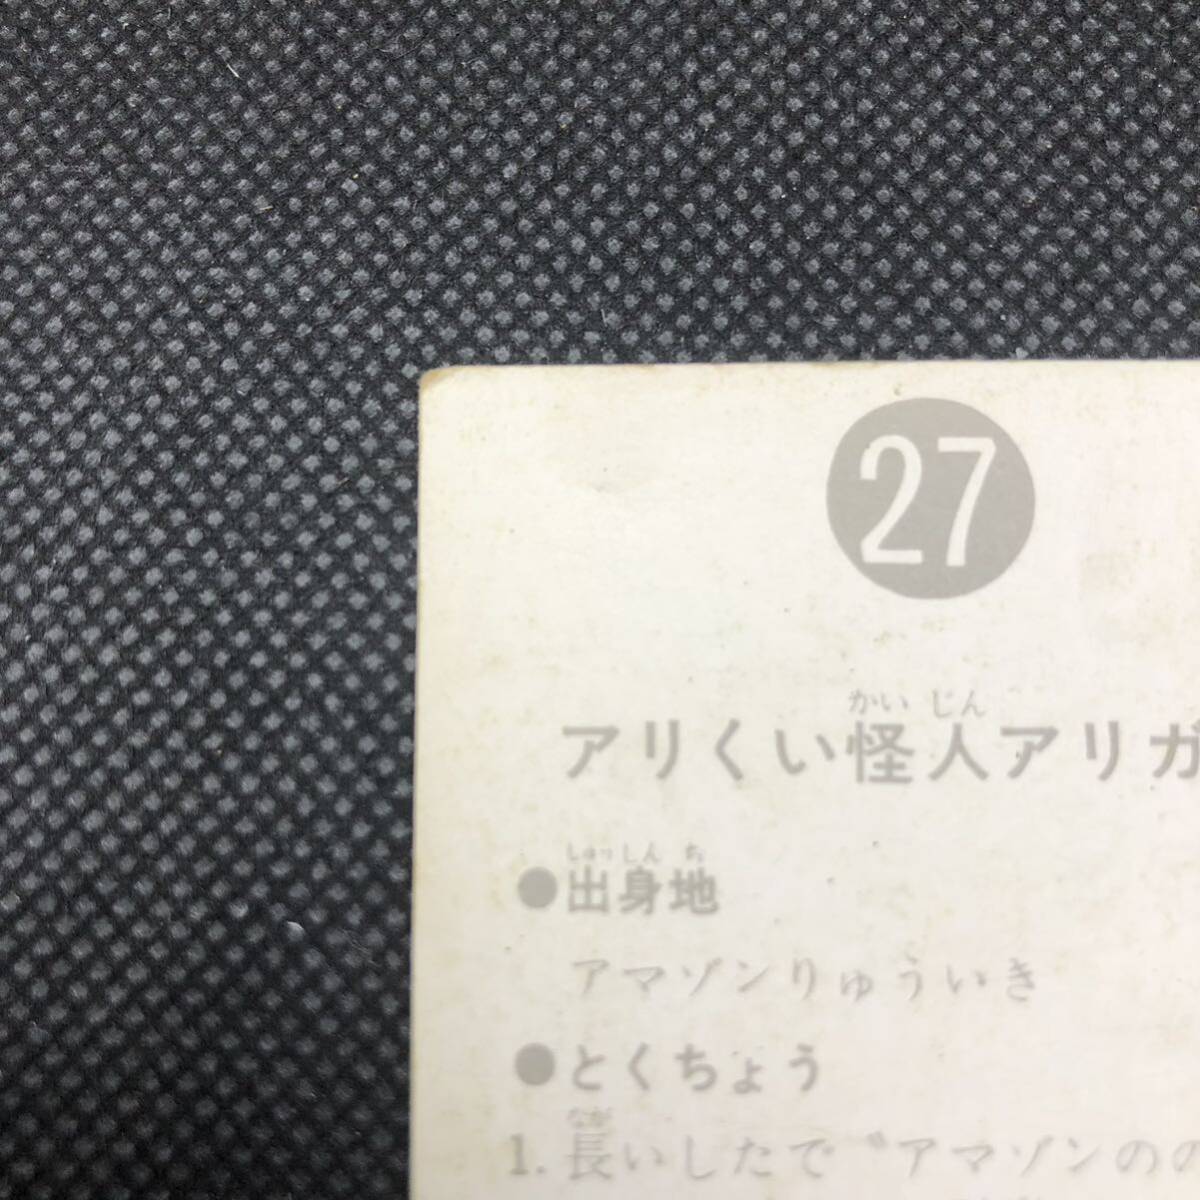 27
かいじん
アリくい怪人アリガ
しゅっしんち
●出身地
アマゾンりゅういき
●とくちょう
1. 長いしたで〝アマゾンのの